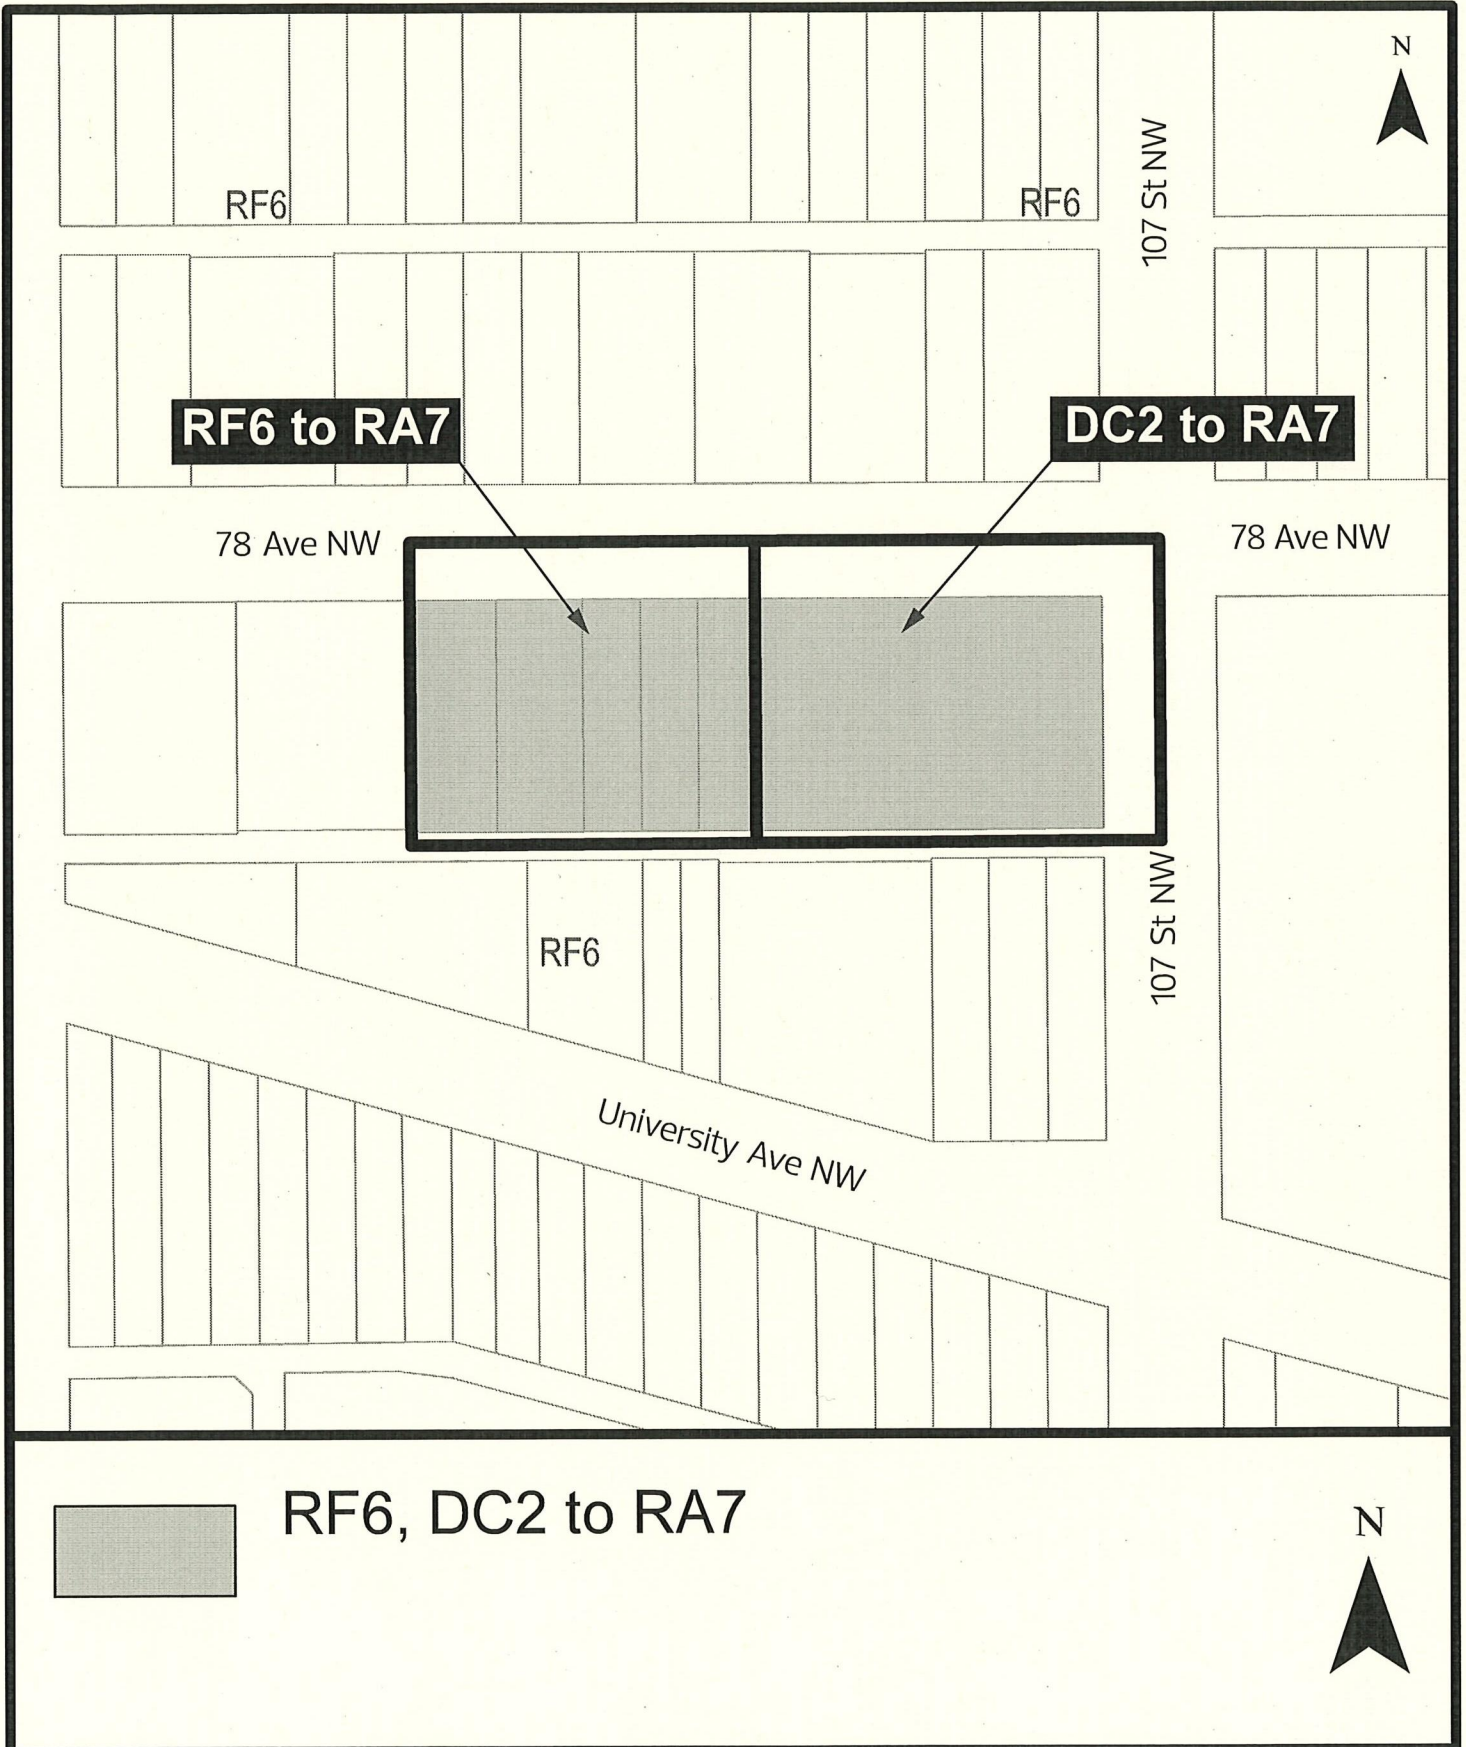 N
107 St NW
RF6
RF6
RF6 to RA7
DC2 to RA7
78 Ave NW
78 Ave NW
107 St NW
RF6
University Ave NW
RF6, DC2 to RA7
N